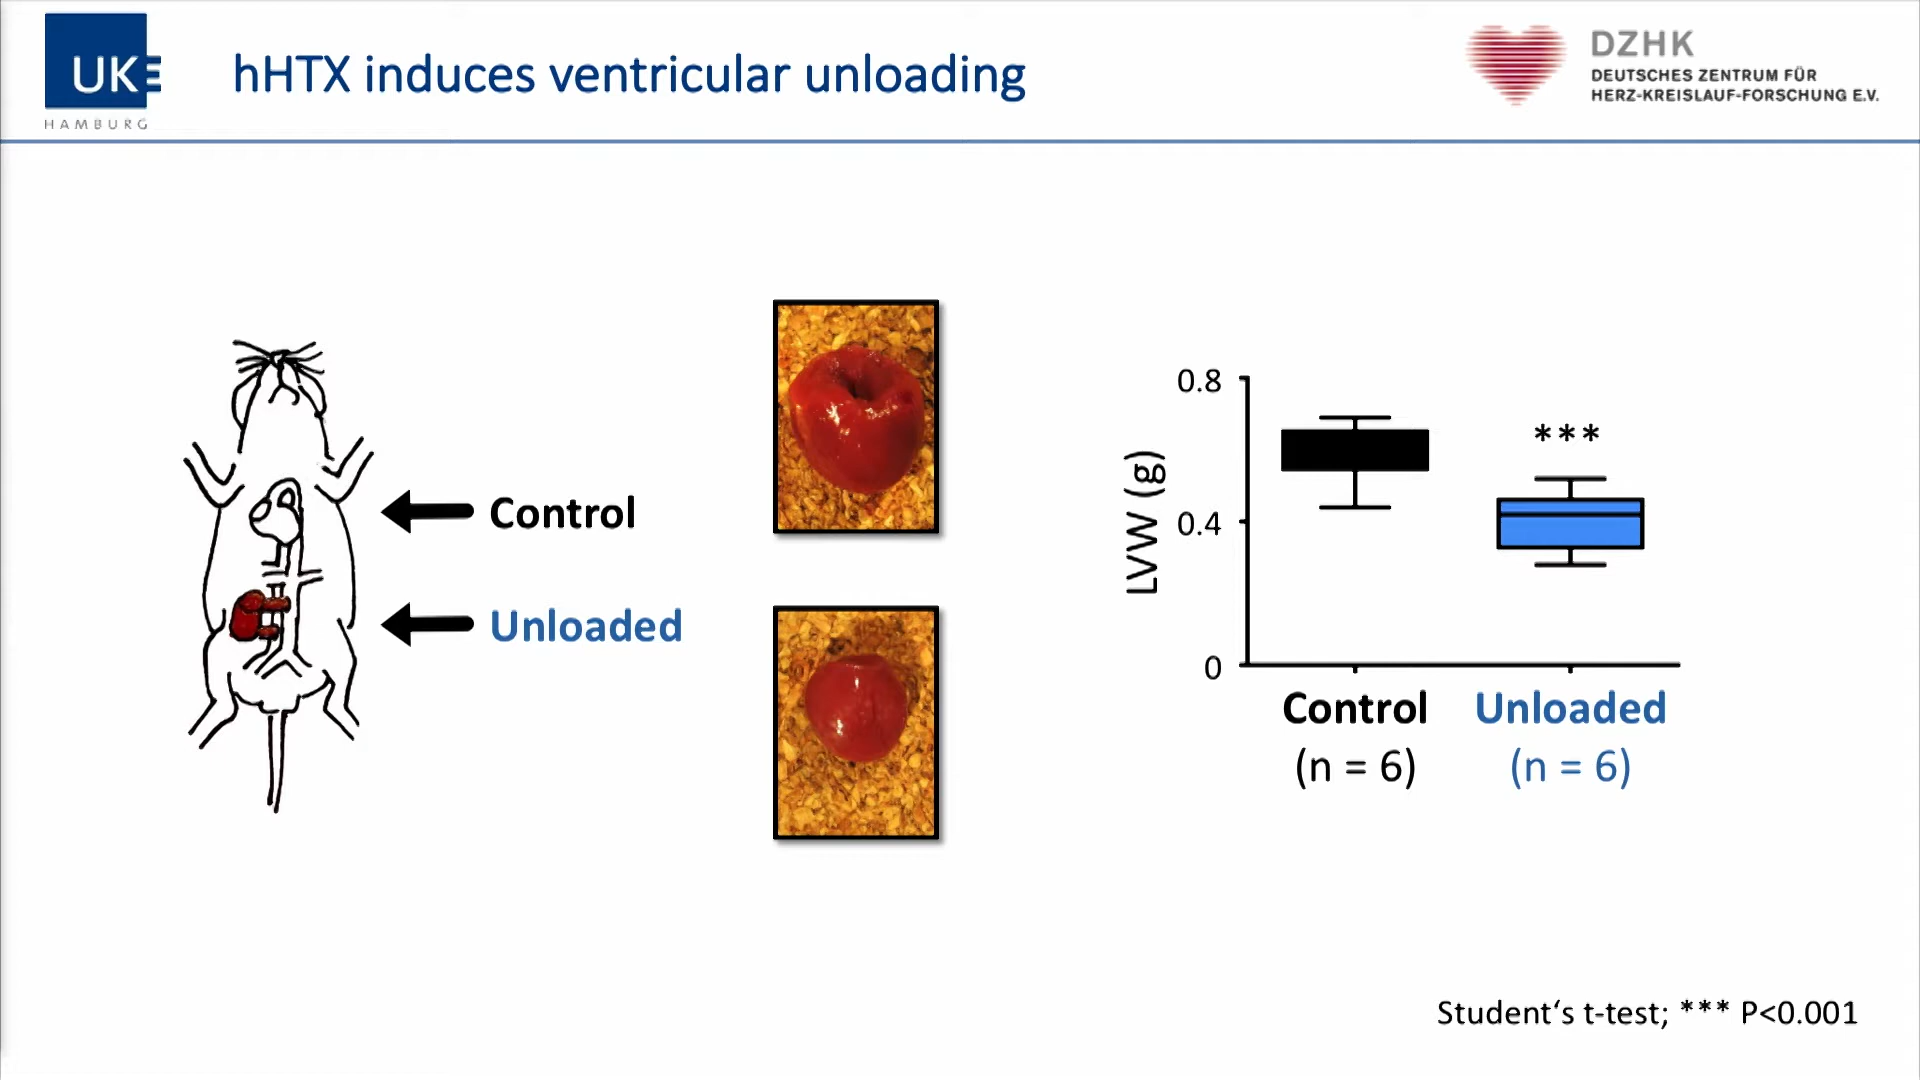 UKE
HAMBURG
hHTX induces ventricular unloading
DZHK
DEUTSCHES ZENTRUM FÜR
HERZ-KREISLAUF-FORSCHUNG E.V.
Control
Unloaded
LVW (g)
0.8
0.4
0
***
Control
(n = 6)
Unloaded
(n = 6)
Student‘s t-test; *** P<0.001